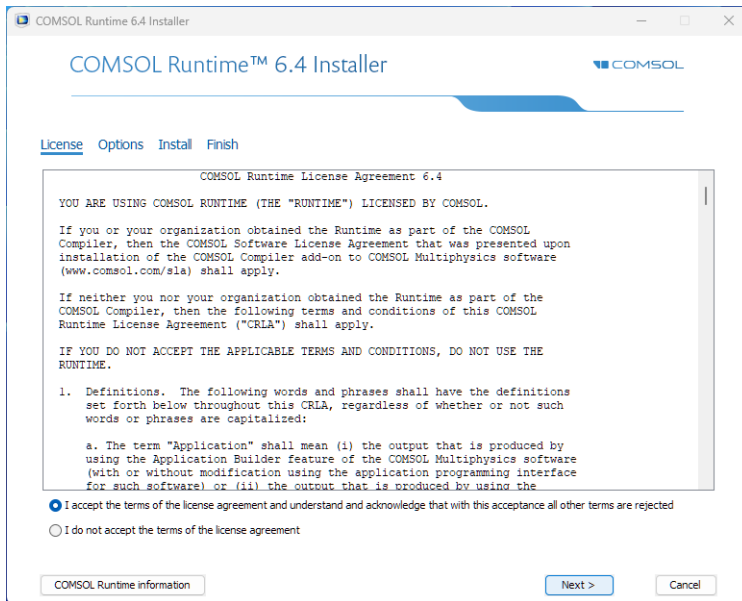 COMSOL Runtime 6.4 Installer
COMSOL Runtime™ 6.4 Installer
COMSOL
License Options Install Finish
COMSOL Runtime License Agreement 6.4
YOU ARE USING COMSOL RUNTIME (THE "RUNTIME") LICENSED BY COMSOL.
If you or your organization obtained the Runtime as part of the COMSOL
Compiler, then the COMSOL Software License Agreement that was presented upon
installation of the COMSOL Compiler add-on to COMSOL Multiphysics software
(www.comsol.com/sla) shall apply.
If neither you nor your organization obtained the Runtime as part of the
COMSOL Compiler, then the following terms and conditions of this COMSOL
Runtime License Agreement ("CRLA") shall apply.
IF YOU DO NOT ACCEPT THE APPLICABLE TERMS AND CONDITIONS, DO NOT USE THE
RUNTIME.
1. Definitions. The following words and phrases shall have the definitions
set forth below throughout this CRLA, regardless of whether or not such
words or phrases are capitalized:
a. The term "Application" shall mean (i) the output that is produced by
using the Application Builder feature of the COMSOL Multiphysics software
(with or without modification using the application programming interface
for such software) or (ii) the output that is produced by using the
I accept the terms of the license agreement and understand and acknowledge that with this acceptance all other terms are rejected
I do not accept the terms of the license agreement
COMSOL Runtime information
Next >
Cancel